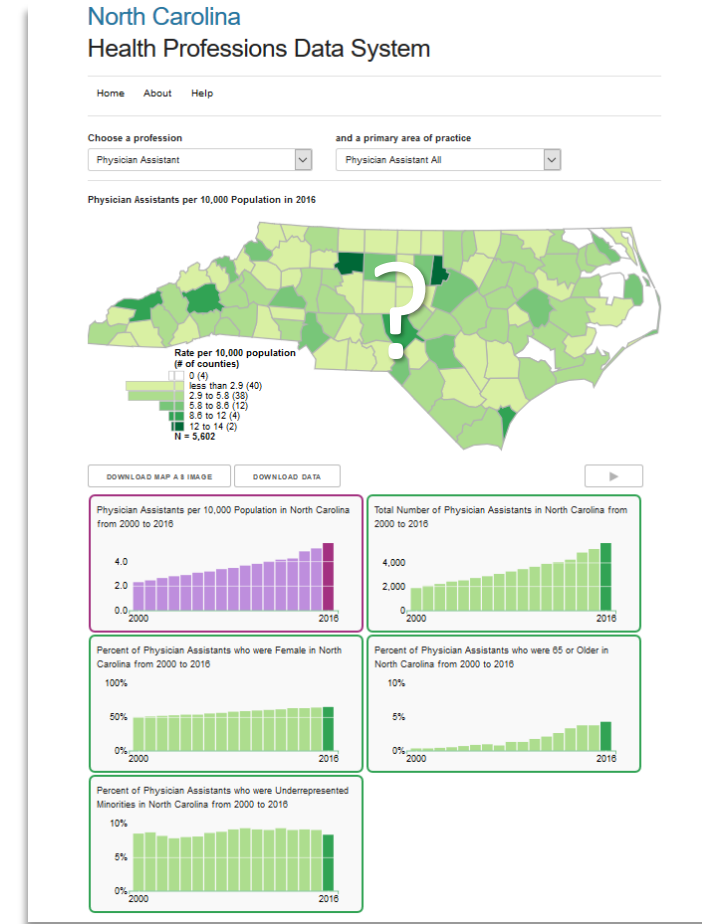 North Carolina
Health Professions Data System
Home About Help
Choose a profession
and a primary area of practice
Physician Assistant
Physician Assistant All
Physician Assistants per 10,000 Population in 2016
?
Rate per 10,000 population
(# of counties)
0 (4)
less than 2.9 (40)
2.9 to 5.8 (38)
5.8 to 8.6 (12)
8.6 to 12 (4)
12 to 14 (2)
N = 5,602
DOWNLOAD MAP AS IMAGE
DOWNLOAD DATA
Physician Assistants per 10,000 Population in North Carolina
from 2000 to 2016
4.0
2.0
0.0
2000
2016
Total Number of Physician Assistants in North Carolina from
2000 to 2016
4,000
2,000
0
2000
2016
Percent of Physician Assistants who were Female in North
Carolina from 2000 to 2016
100%
50%
0%
2000
2016
Percent of Physician Assistants who were 65 or Older in
North Carolina from 2000 to 2016
10%
5%
0%
2000
2016
Percent of Physician Assistants who were Underrepresented
Minorities in North Carolina from 2000 to 2016
10%
5%
0%
2000
2016